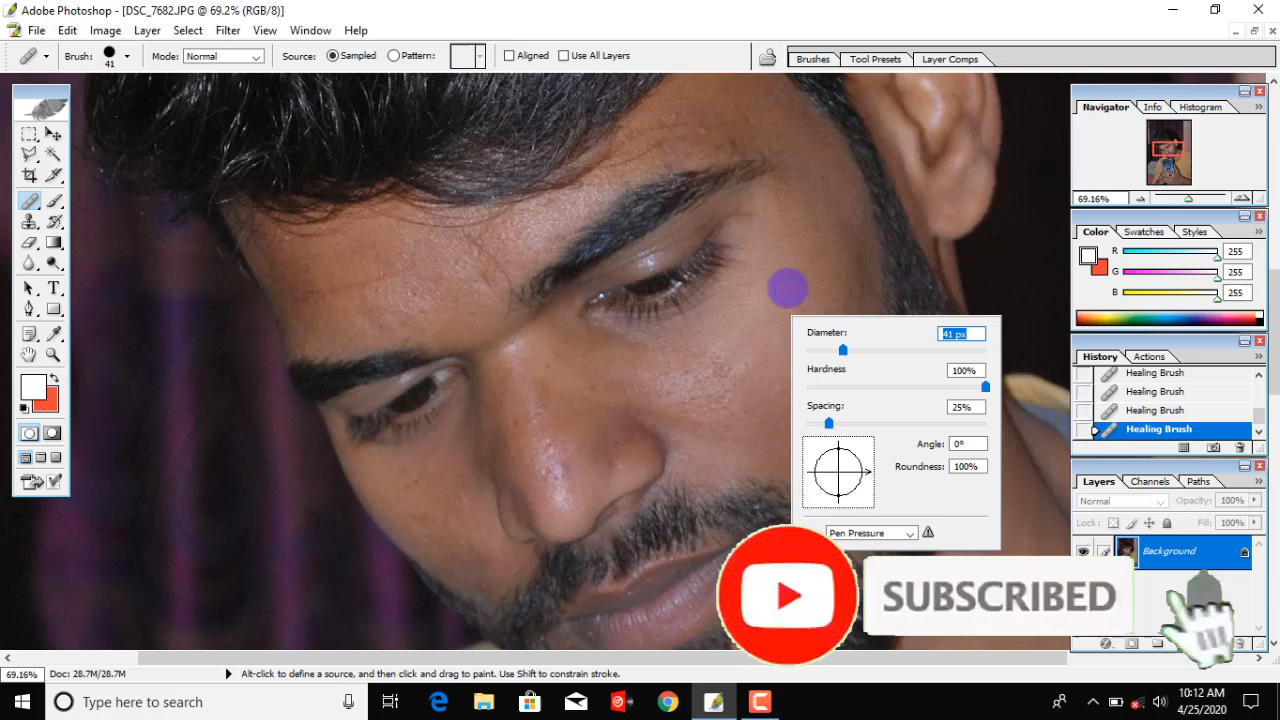 Adobe Photoshop - [DSC_7682.JPG @ 69.2% (RGB/8)]
File Edit Image Layer Select Filter View Window Help
Brush: 41 Mode: Normal Source: Sampled Pattern: Aligned Use All Layers Brushes Tool Presets Layer Comps
Navigator Info Histogram
69.16%
Color Swatches Styles
R 255
G 255
B 255
History Actions
Healing Brush
Healing Brush
Healing Brush
Healing Brush
Diameter: 41 px
Hardness 100%
Spacing: 25%
Angle: 0º
Roundness: 100%
Pen Pressure
Layers Channels Paths
Normal Opacity: 100%
Lock: Fill: 100%
Background
SUBSCRIBED
69.16% Doc: 28.7M/28.7M Alt-click to define a source, and then click and drag to paint. Use Shift to constrain stroke.
Type here to search
10:12 AM
4/25/2020